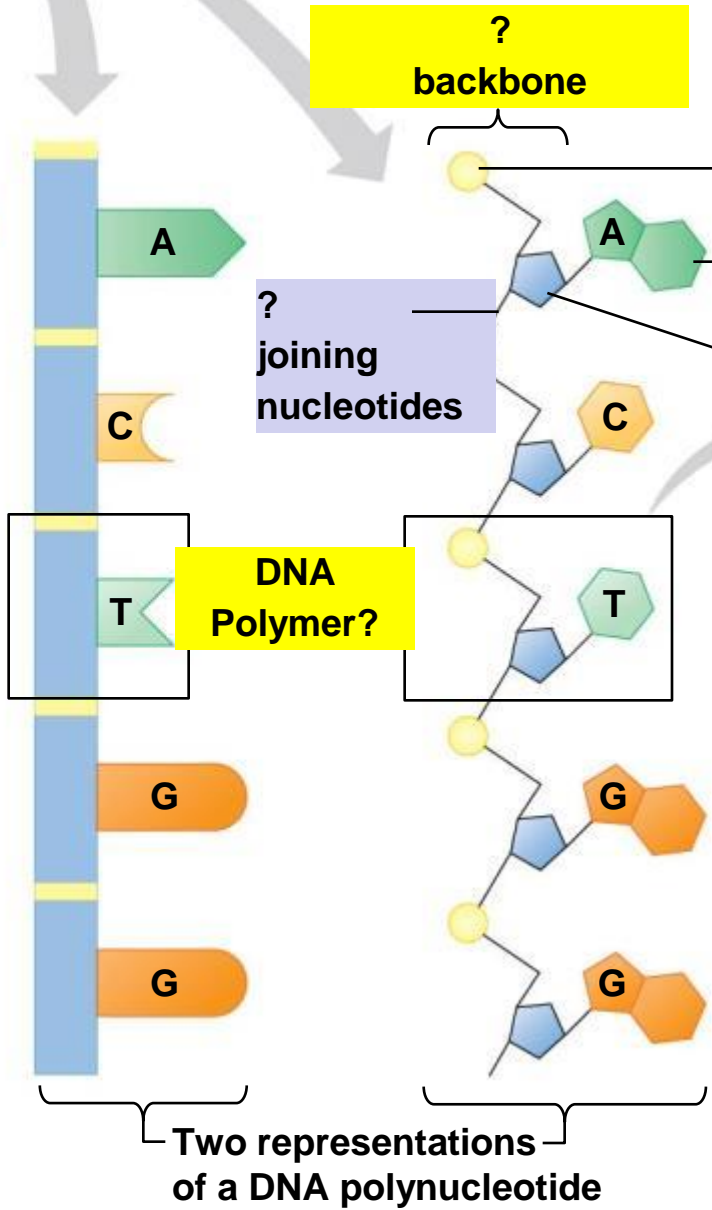 ?
backbone
A
A
?
joining
nucleotides
C
C
DNA
Polymer?
T
T
G
G
G
G
Two representations
of a DNA polynucleotide